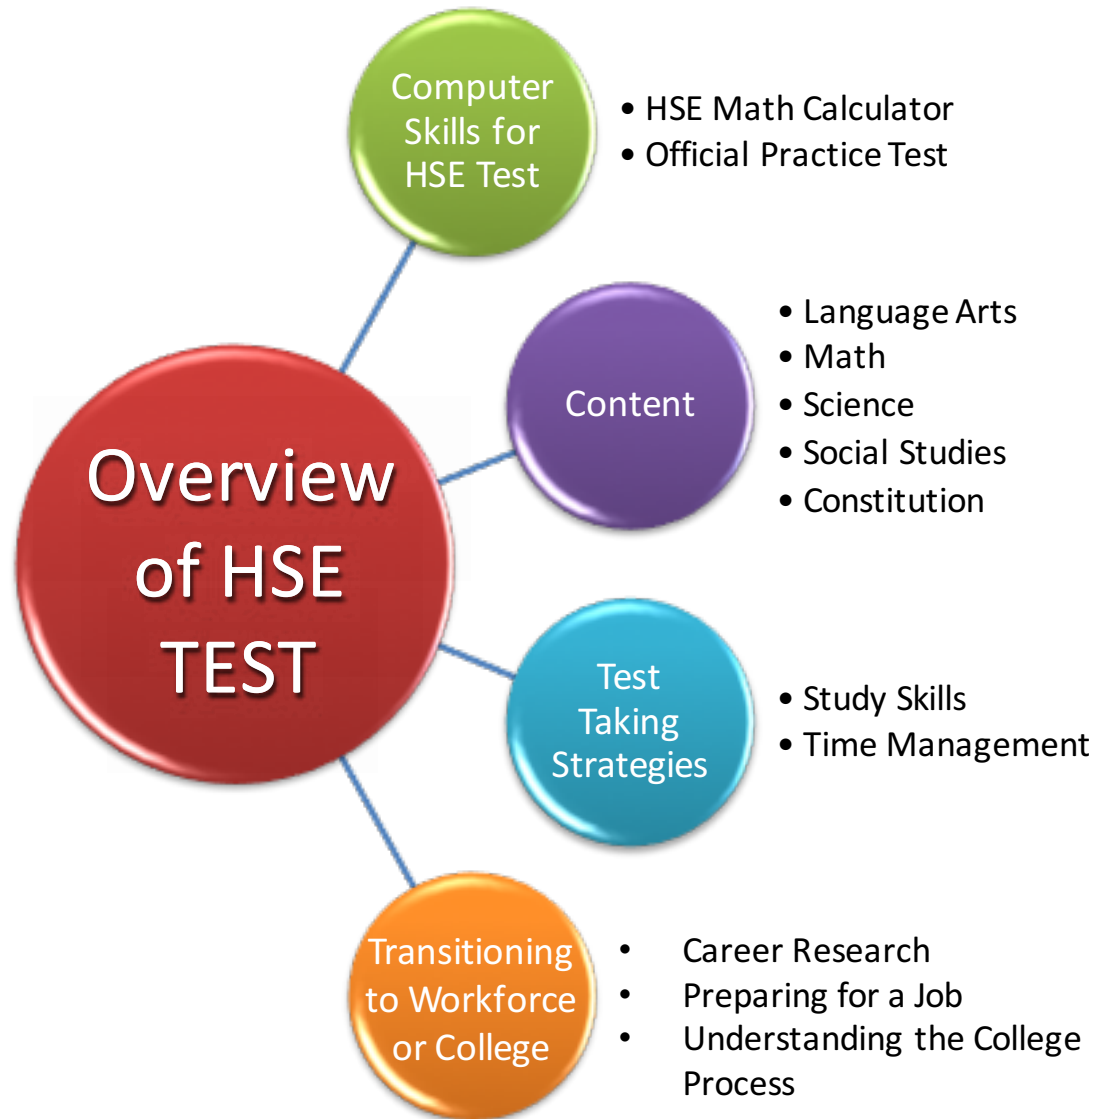 Computer
Skills for
HSE Test
• HSE Math Calculator
• Official Practice Test
Content
• Language Arts
• Math
• Science
• Social Studies
• Constitution
Overview
of HSE
TEST
Test
Taking
Strategies
• Study Skills
• Time Management
Transitioning
to Workforce
or College
• Career Research
• Preparing for a Job
• Understanding the College
Process